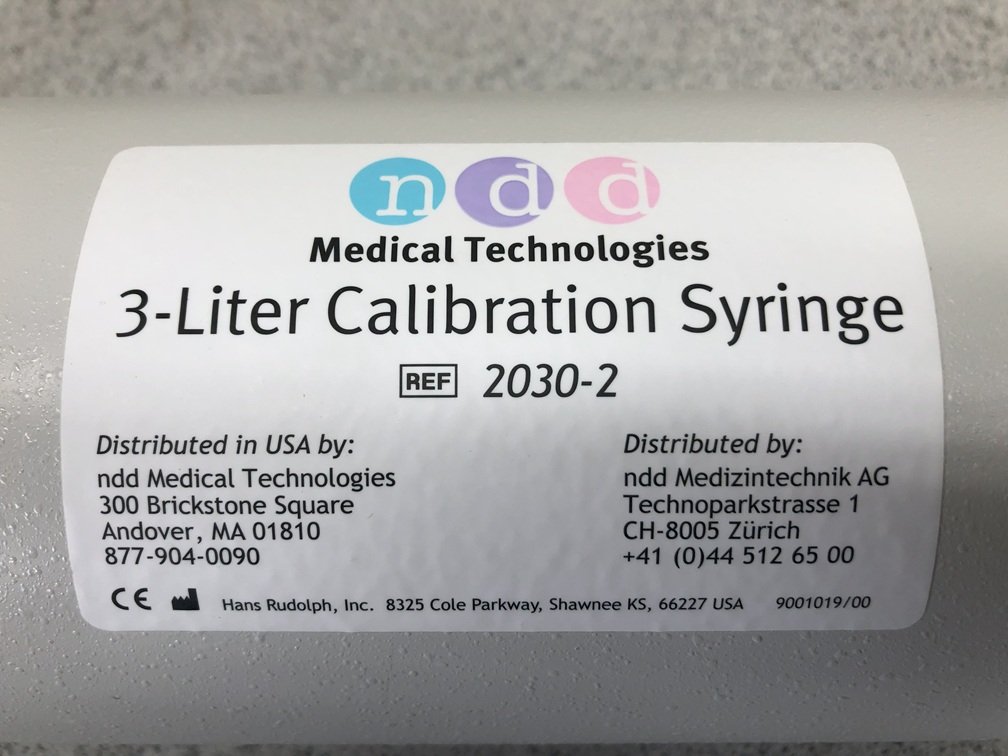 ndd
Medical Technologies
3-Liter Calibration Syringe
REF 2030-2
Distributed in USA by:
ndd Medical Technologies
300 Brickstone Square
Andover, MA 01810
877-904-0090
Distributed by:
ndd Medizintechnik AG
Technoparkstrasse 1
CH-8005 Zürich
+41 (0)44 512 65 00
CE Hans Rudolph, Inc. 8325 Cole Parkway, Shawnee KS, 66227 USA 9001019/00